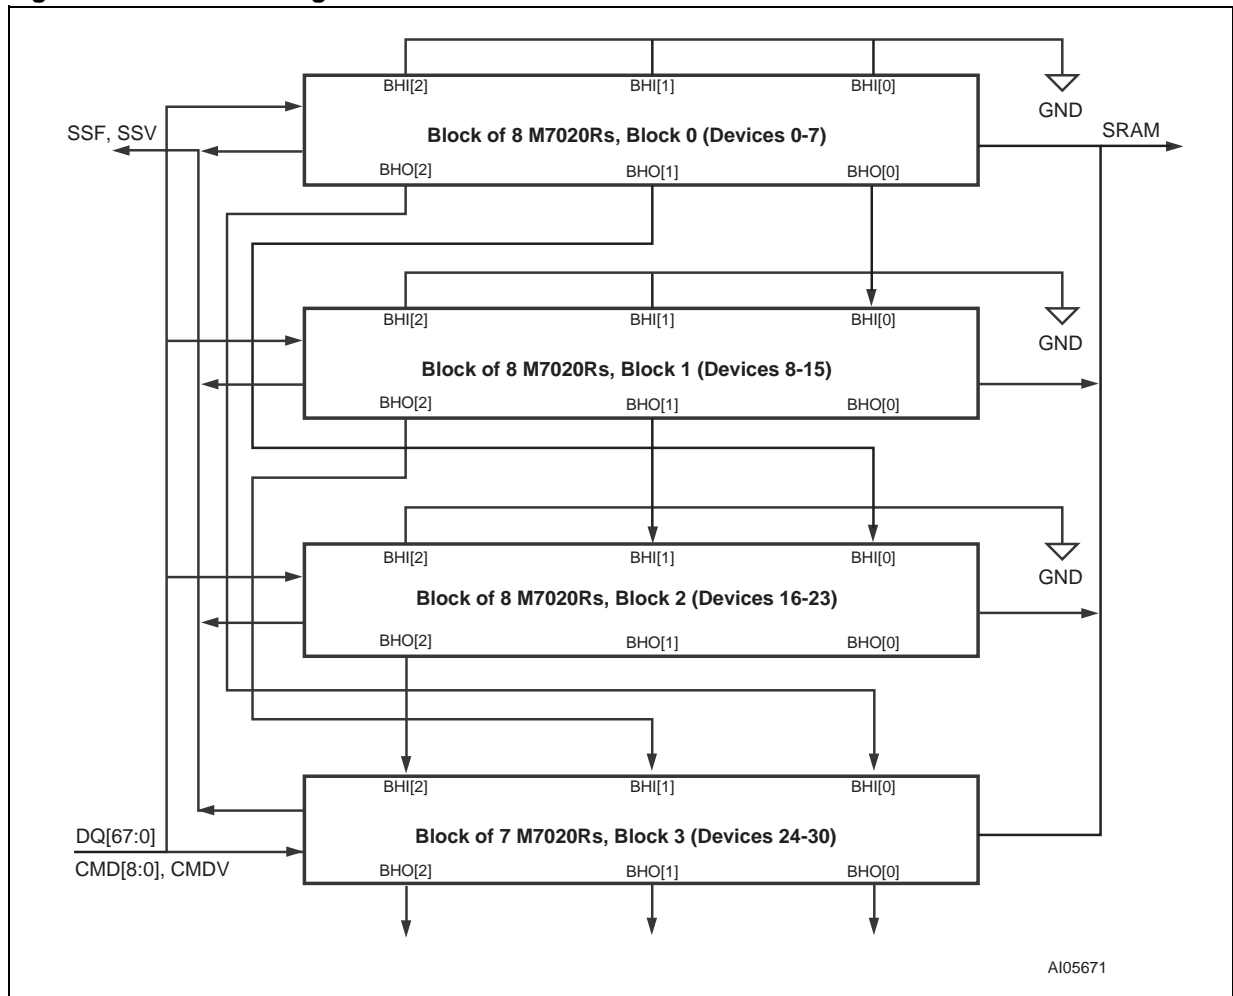 BHI[2] BHI[1] BHI[0]
GND
SSF, SSV
Block of 8 M7020Rs, Block 0 (Devices 0-7)
SRAM
BHO[2] BHO[1] BHO[0]
BHI[2] BHI[1] BHI[0]
GND
Block of 8 M7020Rs, Block 1 (Devices 8-15)
BHO[2] BHO[1] BHO[0]
BHI[2] BHI[1] BHI[0]
GND
Block of 8 M7020Rs, Block 2 (Devices 16-23)
BHO[2] BHO[1] BHO[0]
BHI[2] BHI[1] BHI[0]
DQ[67:0]
Block of 7 M7020Rs, Block 3 (Devices 24-30)
CMD[8:0], CMDV
BHO[2] BHO[1] BHO[0]
AI05671